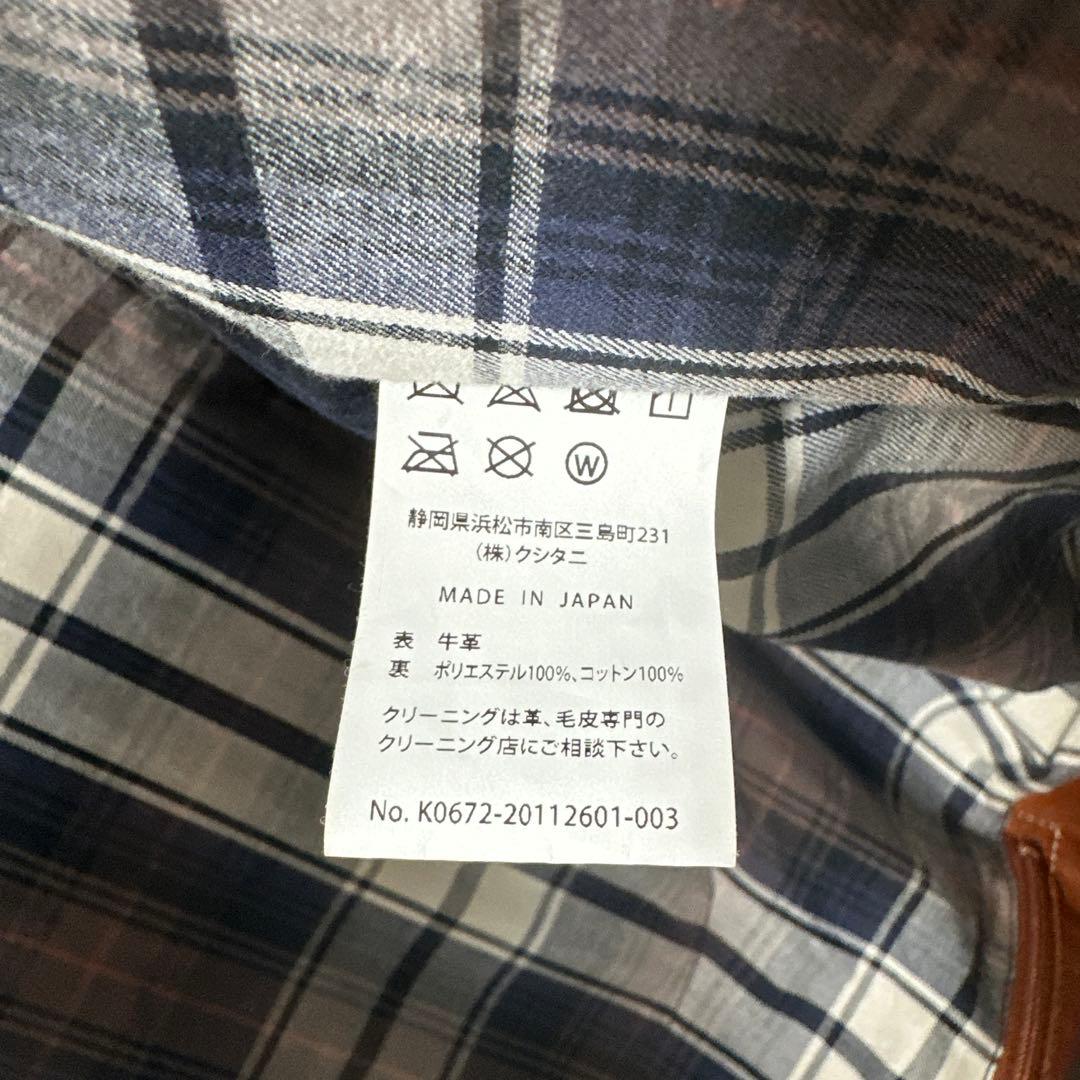 W
静岡県浜松市南区三島町231
(株)クシタニ
MADE IN JAPAN
表 牛革
裏 ポリエステル100%、コットン100%
クリーニングは革、毛皮専門の
クリーニング店にご相談下さい。
No. K0672-20112601-003